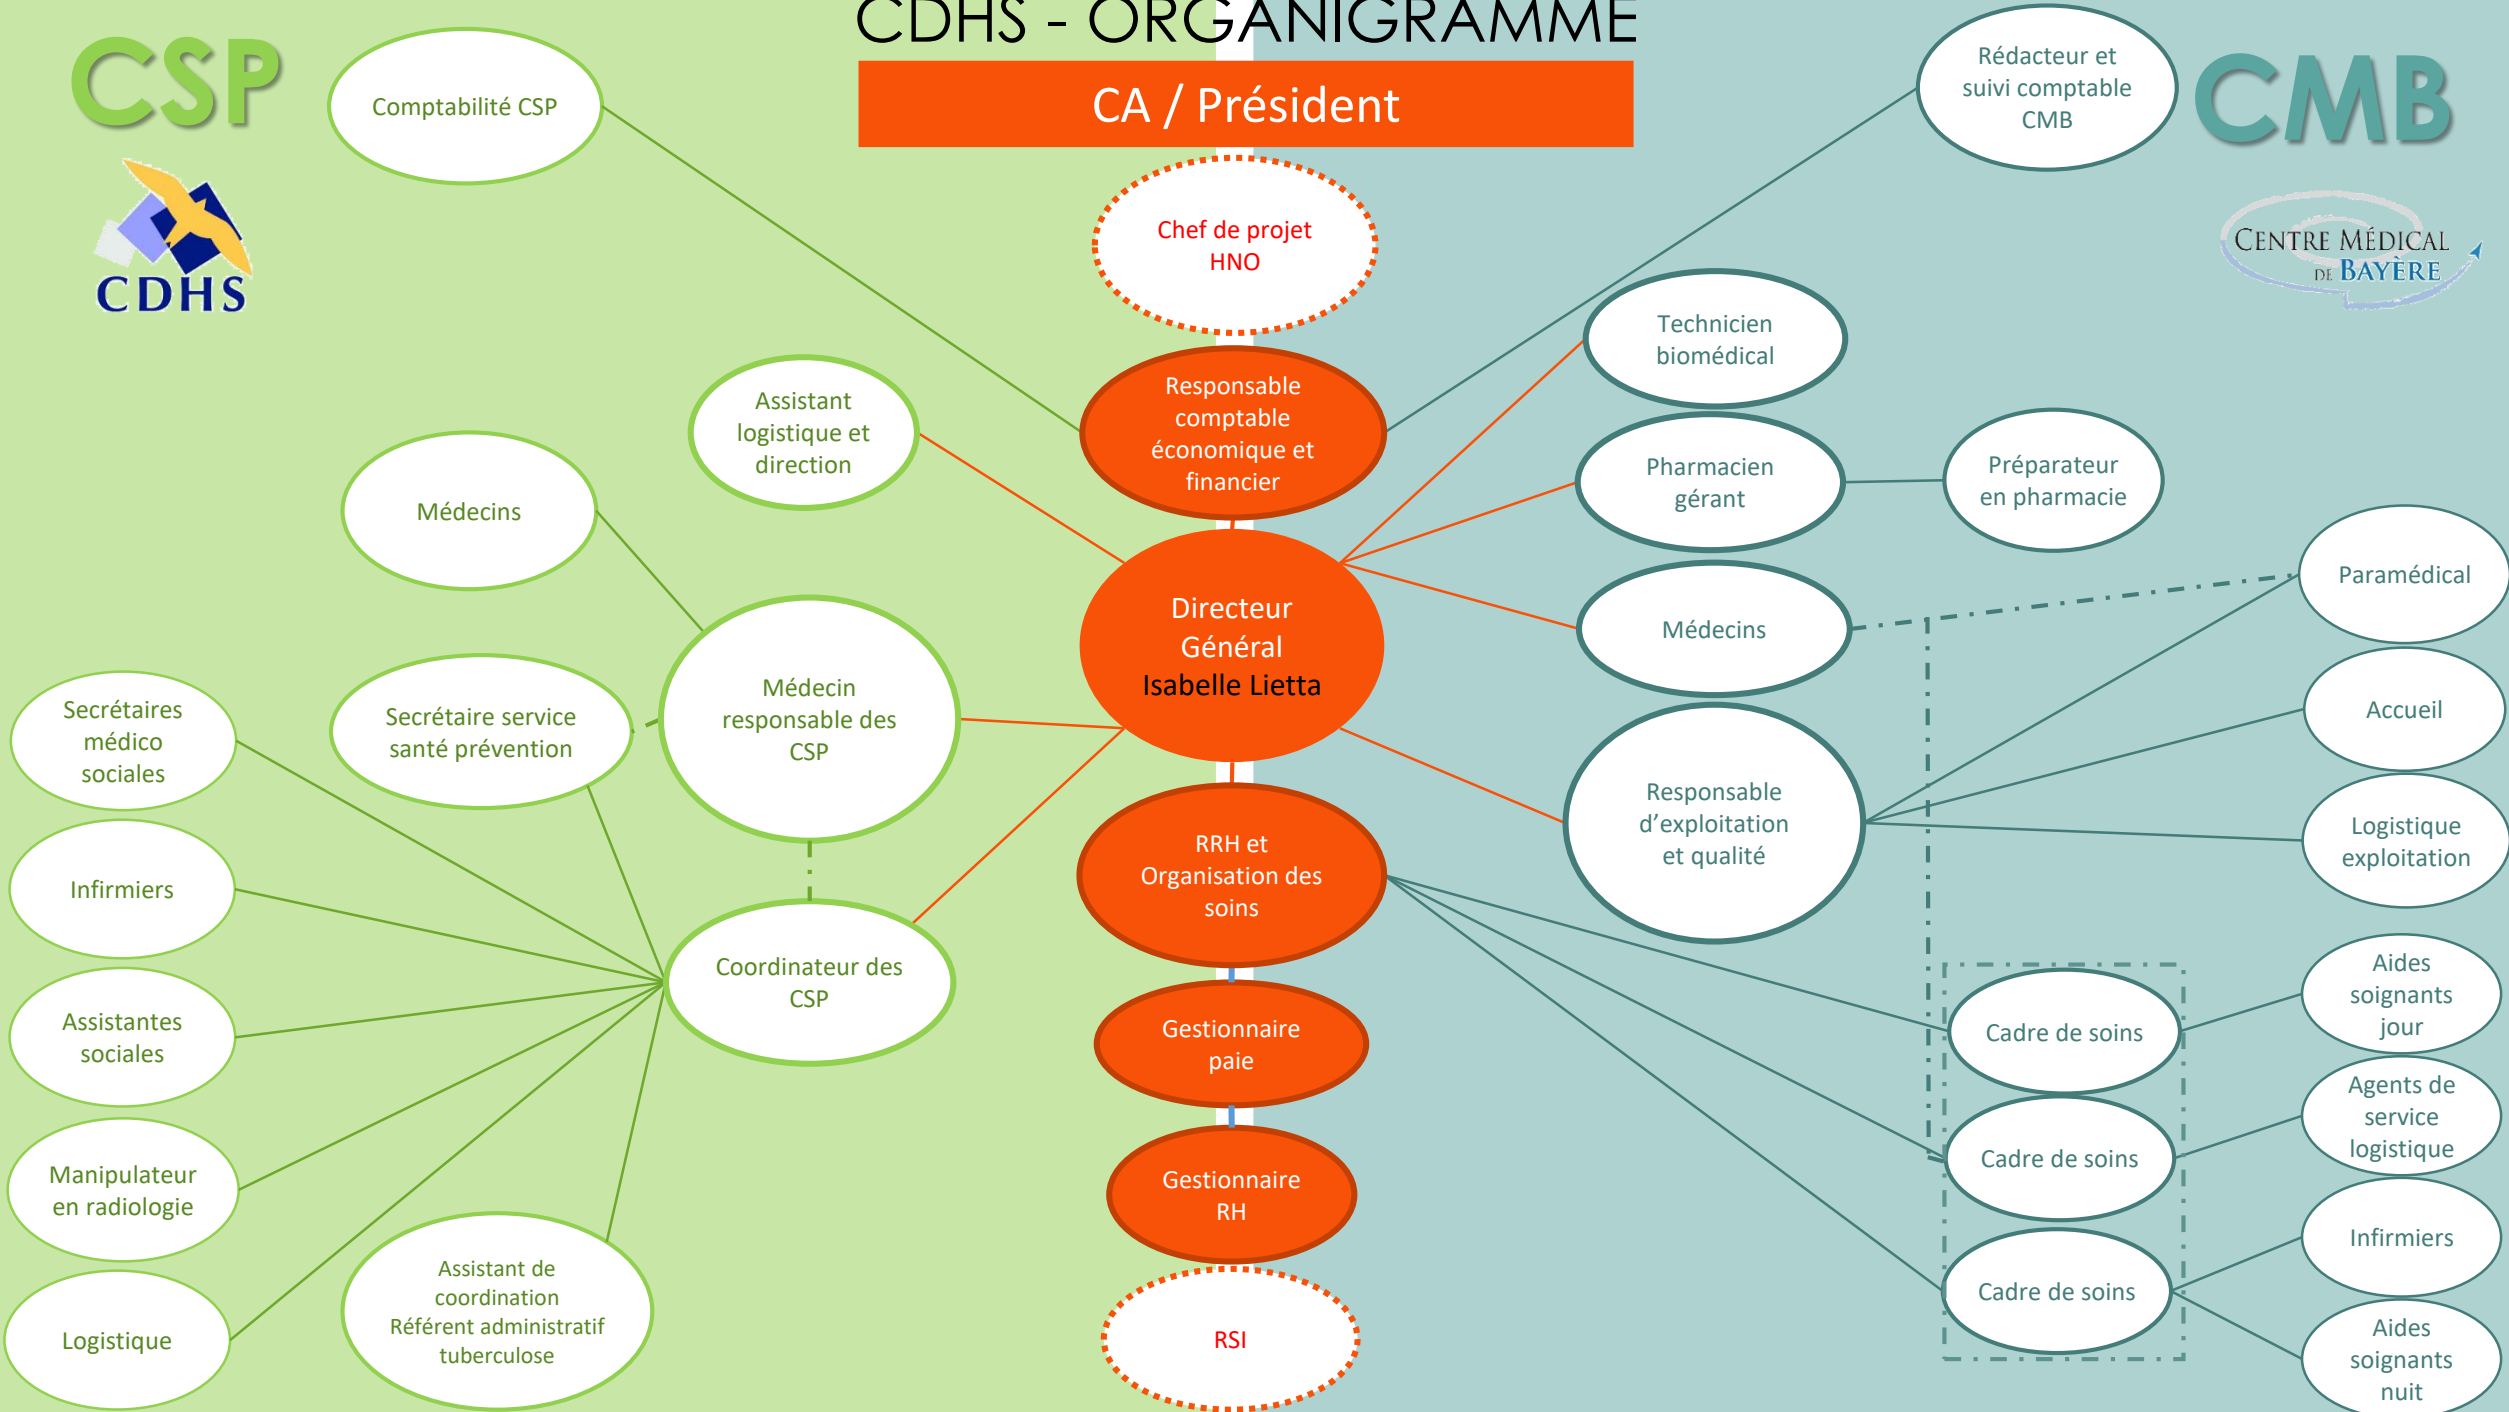 CDHS - ORGANIGRAMME
CSP
CDHS
CMB
CENTRE MÉDICAL
DE BAYÈRE
CA / Président
Chef de projet
HNO
Responsable
comptable
économique et
financier
Directeur
Général
Isabelle Lietta
RRH et
Organisation des
soins
Gestionnaire
paie
Gestionnaire
RH
RSI
Comptabilité CSP
Assistant
logistique et
direction
Médecins
Médecin
responsable des
CSP
Secrétaire service
santé prévention
Coordinateur des
CSP
Secrétaires
médico
sociales
Infirmiers
Assistantes
sociales
Manipulateur
en radiologie
Logistique
Assistant de
coordination
Référent administratif
tuberculose
Rédacteur et
suivi comptable
CMB
Technicien
biomédical
Pharmacien
gérant
Préparateur
en pharmacie
Médecins
Responsable
d’exploitation
et qualité
Paramédical
Accueil
Logistique
exploitation
Cadre de soins
Cadre de soins
Cadre de soins
Aides
soignants
jour
Agents de
service
logistique
Infirmiers
Aides
soignants
nuit